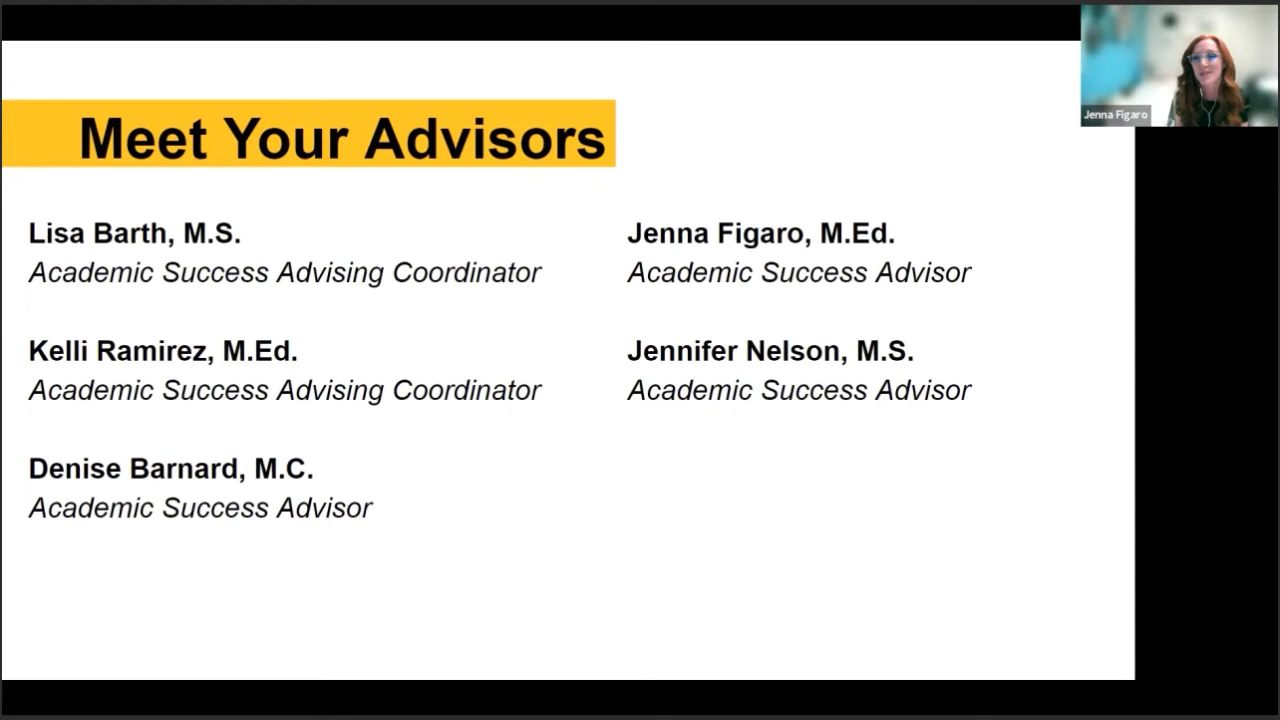 Meet Your Advisors
Jenna Figaro
Lisa Barth, M.S.
Academic Success Advising Coordinator
Kelli Ramirez, M.Ed.
Academic Success Advising Coordinator
Denise Barnard, M.C.
Academic Success Advisor
Jenna Figaro, M.Ed.
Academic Success Advisor
Jennifer Nelson, M.S.
Academic Success Advisor